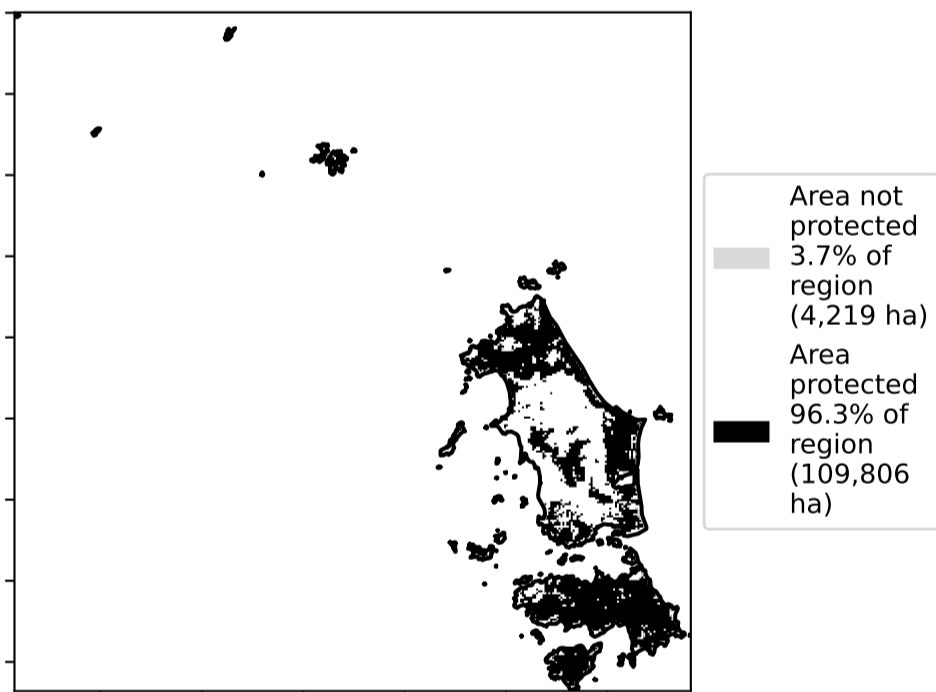 Area not
protected
3.7% of
region
(4,219 ha)
Area
protected
96.3% of
region
(109,806
ha)